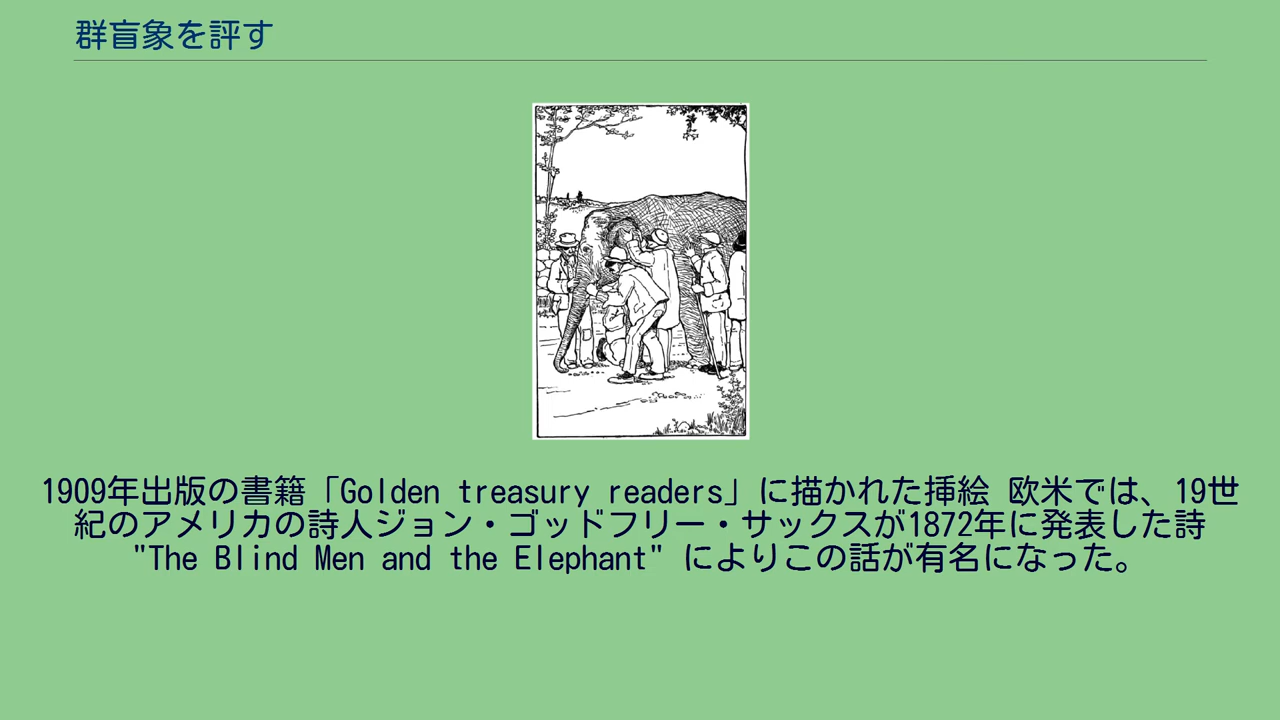 群盲象を評す
1909年出版の書籍「Golden treasury readers」に描かれた挿絵 欧米では、19世
紀のアメリカの詩人ジョン・ゴッドフリー・サックスが1872年に発表した詩
"The Blind Men and the Elephant" によりこの話が有名になった。